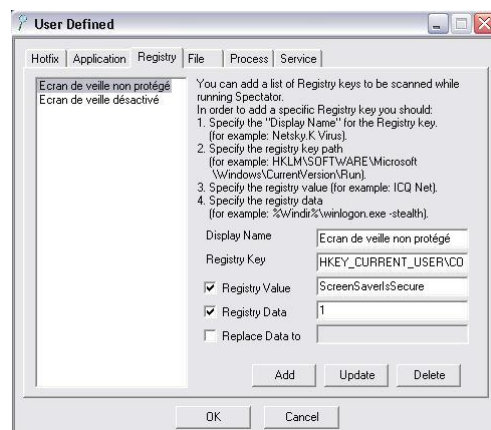 User Defined
Hotfix Application Registry File Process Service
Ecran de veille non protégé
Ecran de veille désactivé
You can add a list of Registry keys to be scanned while
running Spectator.
In order to add a specific Registry key you should:
1. Specify the "Display Name" for the Registry key.
(for example: Netsky.K Virus).
2. Specify the registry key path
(for example: HKLM\SOFTWARE\Microsoft
\Windows\CurrentVersion\Run).
3. Specify the registry value (for example: ICQ Net).
4. Specify the registry data
(for example: %Windir%\winlogon.exe -stealth).
Display Name Ecran de veille non protégé
Registry Key HKEY_CURRENT_USER\CO
Registry Value ScreenSaverIsSecure
Registry Data 1
Replace Data to
Add Update Delete
OK Cancel